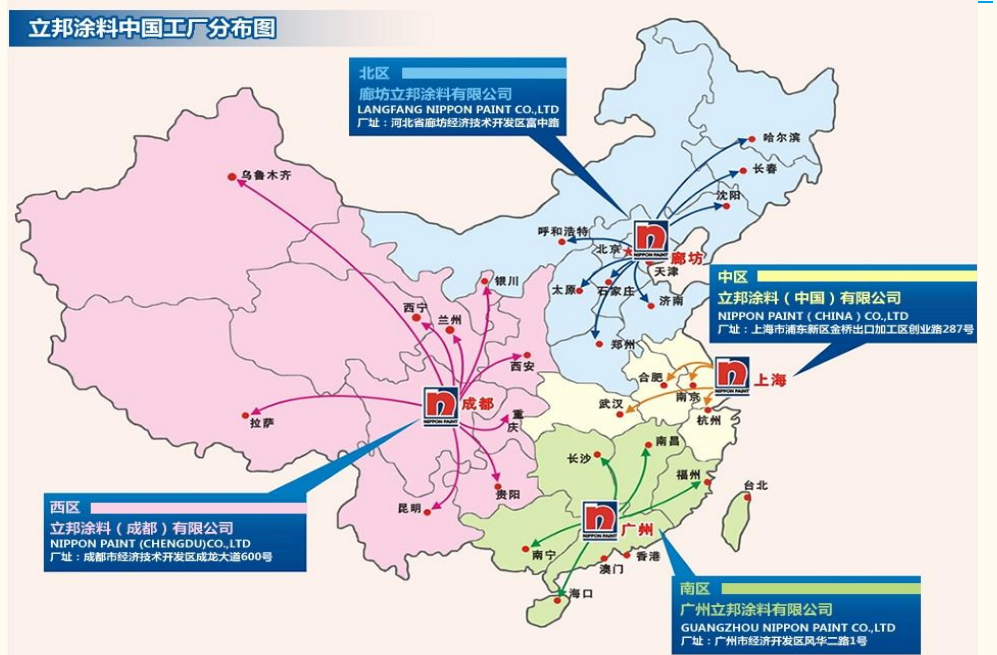 立邦涂料中国工厂分布图
北区
廊坊立邦涂料有限公司
LANGFANG NIPPON PAINT CO.,LTD
厂址：河北省廊坊经济技术开发区富中路
哈尔滨
长春
沈阳
乌鲁木齐
呼和浩特
北京
n
NIPPON PAINT
廊坊
天津
石家庄
太原
济南
郑州
银川
西宁
兰州
西安
中区
立邦涂料（中国）有限公司
NIPPON PAINT（CHINA）CO.,LTD
厂址：上海市浦东新区金桥出口加工区创业路287号
n
NIPPON PAINT
上海
合肥
南京
武汉
杭州
n
NIPPON PAINT
成都
重庆
拉萨
贵阳
昆明
西区
立邦涂料（成都）有限公司
NIPPON PAINT (CHENGDU)CO.,LTD
厂址：成都市经济技术开发区成龙大道600号
长沙
南昌
福州
台北
n
NIPPON PAINT
广州
南宁
香港
澳门
海口
南区
广州立邦涂料有限公司
GUANGZHOU NIPPON PAINT CO.,LTD
厂址：广州市经济开发区风华二路1号